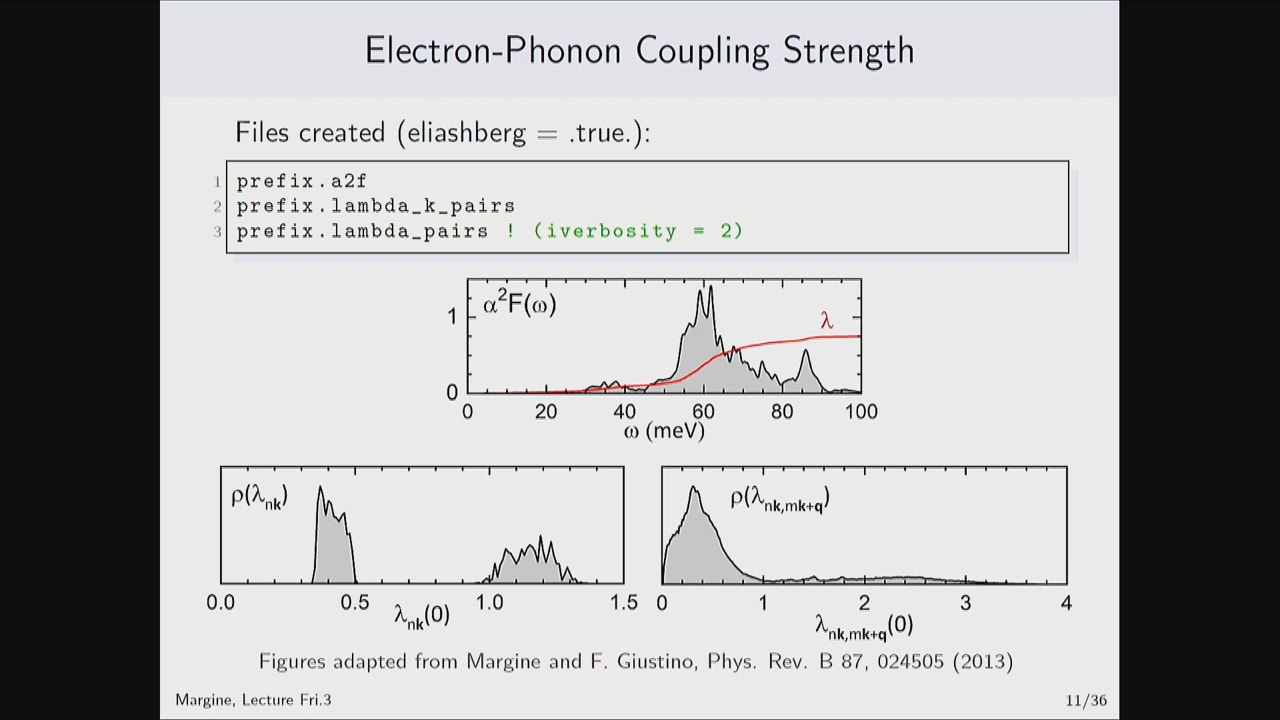 Electron-Phonon Coupling Strength
Files created (eliashberg = .true.):
1 prefix.a2f
2 prefix.lambda_k_pairs
3 prefix.lambda_pairs ! (iverbosity = 2)
α²F(ω)
λ
1
0
0 20 40 60 80 100
ω (meV)
ρ(λnk)
0.0 0.5 1.0 1.5
λnk(0)
ρ(λnk,mk+q)
0 1 2 3 4
λnk,mk+q(0)
Figures adapted from Margine and F. Giustino, Phys. Rev. B 87, 024505 (2013)
Margine, Lecture Fri.3
11/36